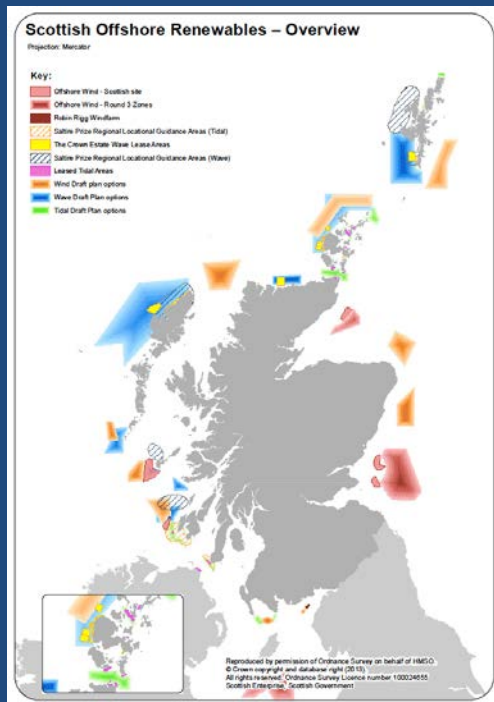 Scottish Offshore Renewables – Overview
Projection: Mercator
Key:
Offshore Wind - Scottish site
Offshore Wind - Round 3 Zones
Robin Rigg Windfarm
Saltire Prize Regional Locational Guidance Areas (Tidal)
The Crown Estate Wave Lease Areas
Saltire Prize Regional Locational Guidance Areas (Wave)
Leased Tidal Areas
Wind Draft plan options
Wave Draft Plan options
Tidal Draft Plan options
Reproduced by permission of Ordnance Survey on behalf of HMSO.
© Crown copyright and database right (2013).
All rights reserved. Ordnance Survey Licence number 100024655.
Scottish Enterprise, Scottish Government